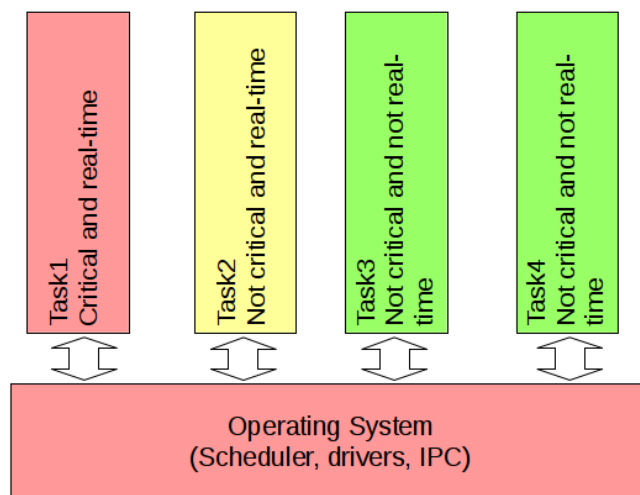 Task1
Critical and real-time
Task2
Not critical and real-time
Task3
Not critical and not real-
time
Task4
Not critical and not real-
time
Operating System
(Scheduler, drivers, IPC)